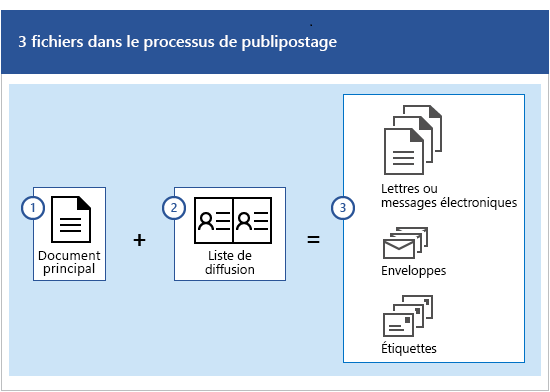 3 fichiers dans le processus de publipostage
1
Document
principal
+
2
Liste de
diffusion
=
3
Lettres ou
messages électroniques
Enveloppes
Étiquettes